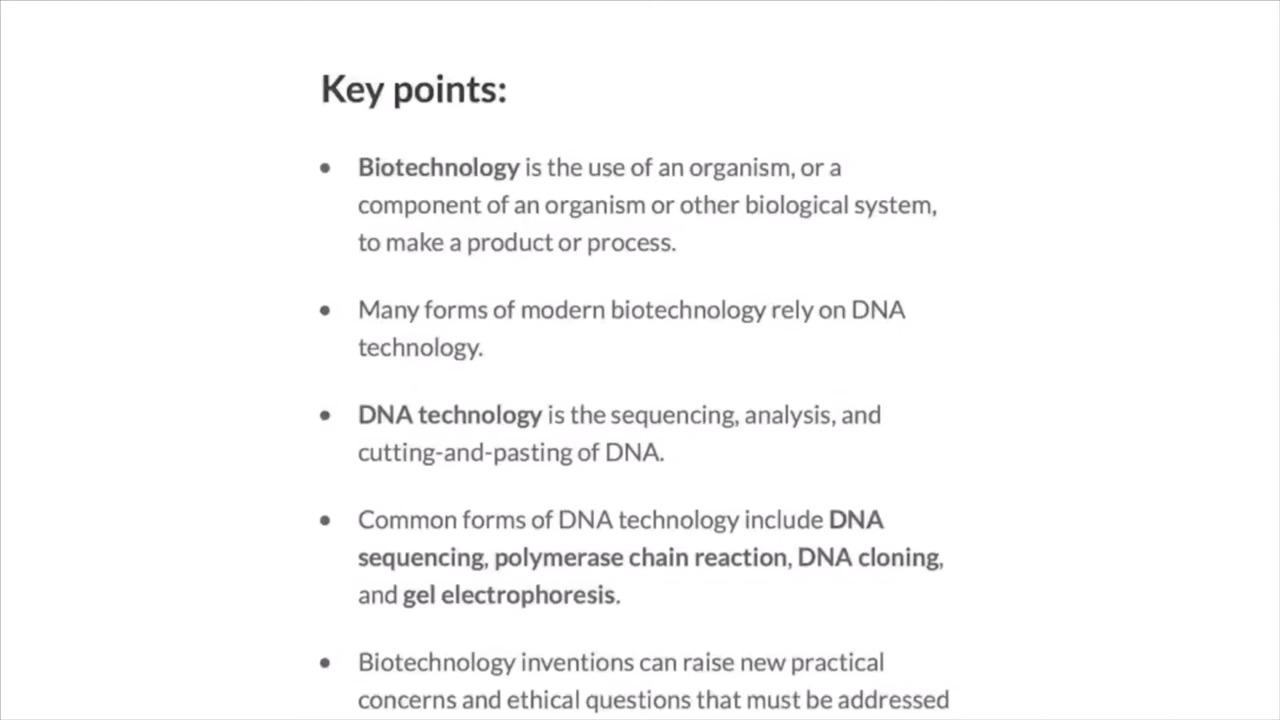 Key points:
• Biotechnology is the use of an organism, or a
component of an organism or other biological system,
to make a product or process.
• Many forms of modern biotechnology rely on DNA
technology.
• DNA technology is the sequencing, analysis, and
cutting-and-pasting of DNA.
• Common forms of DNA technology include DNA
sequencing, polymerase chain reaction, DNA cloning,
and gel electrophoresis.
• Biotechnology inventions can raise new practical
concerns and ethical questions that must be addressed